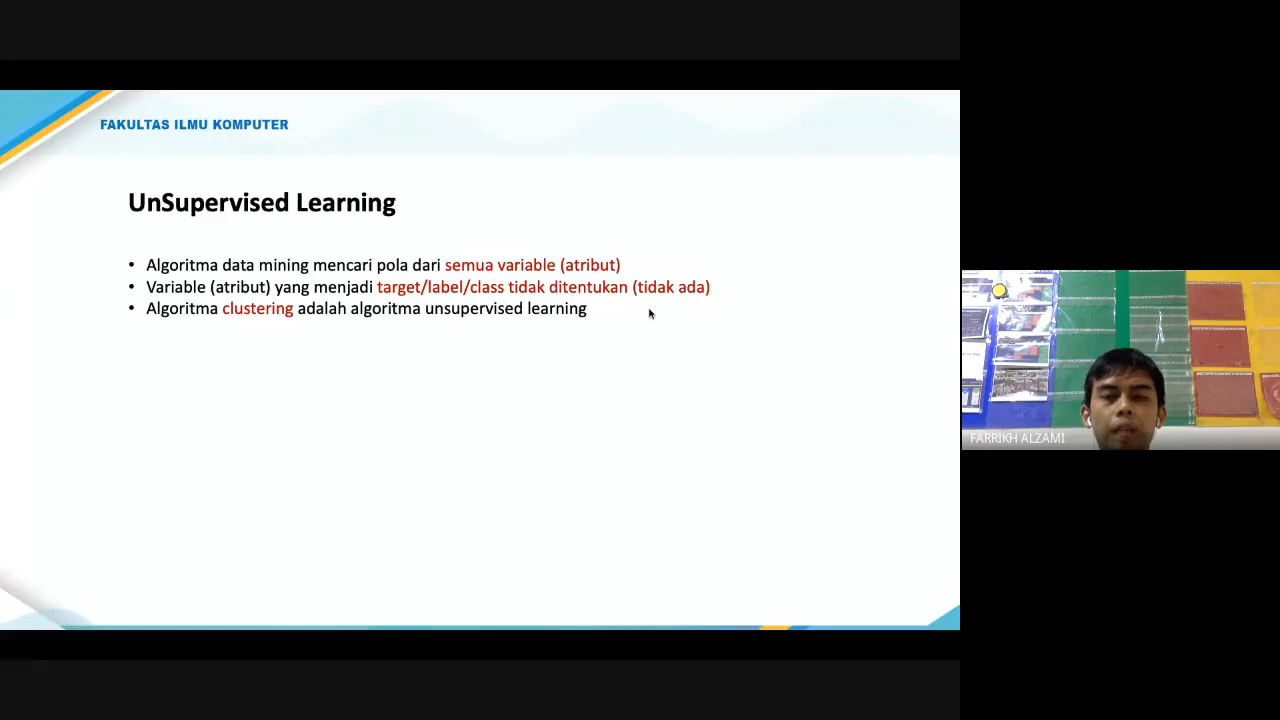 FAKULTAS ILMU KOMPUTER
UnSupervised Learning
• Algoritma data mining mencari pola dari semua variable (atribut)
• Variable (atribut) yang menjadi target/label/class tidak ditentukan (tidak ada)
• Algoritma clustering adalah algoritma unsupervised learning
FARRIKH ALZAMI